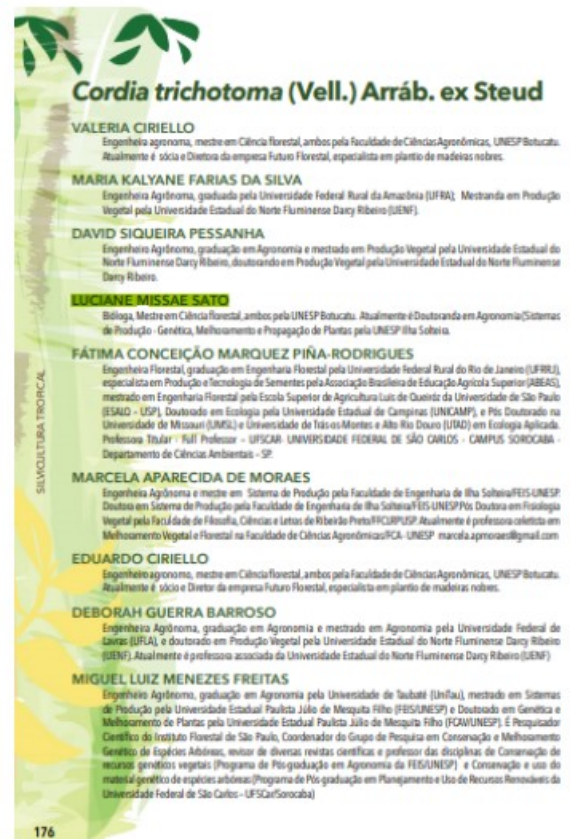 Cordia trichotoma (Vell.) Arráb. ex Steud
VALERIA CIRIELLO
Engenheira agronoma, mestre em Ciência florestal, ambos pela Faculdade de Ciências Agronômicas, UNESP Botucatu.
Atualmente é sócia e Diretora da empresa Futuro Florestal, especialista em plantio de madeiras nobres.
MARIA KALYANE FARIAS DA SILVA
Engenheira Agrônoma, graduada pela Universidade Federal Rural da Amazônia (UFRA); Mestranda em Produção
Vegetal pela Universidade Estadual do Norte Fluminense Darcy Ribeiro (UENF).
DAVID SIQUEIRA PESSANHA
Engenheiro Agrônomo, graduação em Agronomia e mestrado em Produção Vegetal pela Universidade Estadual do
Norte Fluminense Darcy Ribeiro, doutorando em Produção Vegetal pela Universidade Estadual do Norte Fluminense
Darcy Ribeiro.
LUCIANE MISSAE SATO
Bióloga, Mestre em Ciência florestal, ambos pela UNESP Botucatu. Atualmente é Doutoranda em Agronomia (Sistemas
de Produção - Genética, Melhoramento e Propagação de Plantas pela UNESP Ilha Solteira.
FÁTIMA CONCEIÇÃO MARQUEZ PIÑA-RODRIGUES
Engenheira Florestal, graduação em Engenharia Florestal pela Universidade Federal Rural do Rio de Janeiro (UFRRJ),
especialista em Produção e Tecnologia de Sementes pela Associação Brasileira de Educação Agrícola Superior (ABEAS),
mestrado em Engenharia Florestal pela Escola Superior de Agricultura Luis de Queiróz da Universidade de São Paulo
(ESALQ - USP), Doutorado em Ecologia pela Universidade Estadual de Campinas (UNICAMP), e Pós Doutorado na
Universidade de Missouri (UMSL) e Universidade de Trás-os-Montes e Alto Rio Douro (UTAD) em Ecologia Aplicada.
Professora Titular - Full Professor - UFSCAR- UNIVERSIDADE FEDERAL DE SÃO CARLOS - CAMPUS SOROCABA -
Departamento de Ciências Ambientais - SP.
MARCELA APARECIDA DE MORAES
Engenheira Agrônoma e mestre em Sistema de Produção pela Faculdade de Engenharia de Ilha Solteira/FEIS-UNESP.
Doutora em Sistema de Produção pela Faculdade de Engenharia de Ilha Solteira/FEIS-UNESP.Pós Doutora em Fisiologia
Vegetal pela Faculdade de Filosofia, Ciências e Letras de Ribeirão Preto/FFCLRP/USP. Atualmente é professora celetista em
Melhoramento Vegetal e Florestal na Faculdade de Ciências Agronômicas/FCA- UNESP marcela.apmoraes@gmail.com
EDUARDO CIRIELLO
Engenheiro agronomo, mestre em Ciência florestal, ambos pela Faculdade de Ciências Agronômicas, UNESP Botucatu.
Atualmente é sócio e Diretor da empresa Futuro Florestal, especialista em plantio de madeiras nobres.
DEBORAH GUERRA BARROSO
Engenheira Agrônoma, graduação em Agronomia e mestrado em Agronomia pela Universidade Federal de
Lavras (UFLA), e doutorado em Produção Vegetal pela Universidade Estadual do Norte Fluminense Darcy Ribeiro
(UENF). Atualmente é professora associada da Universidade Estadual do Norte Fluminense Darcy Ribeiro (UENF)
MIGUEL LUIZ MENEZES FREITAS
Engenheiro Agrônomo, graduação em Agronomia pela Universidade de Taubaté (Unitau), mestrado em Sistemas
de Produção pela Universidade Estadual Paulista Júlio de Mesquita Filho (FEIS/UNESP) e Doutorado em Genética e
Melhoramento de Plantas pela Universidade Estadual Paulista Júlio de Mesquita Filho (FCAV/UNESP). É Pesquisador
Científico do Instituto Florestal de São Paulo, Coordenador do Grupo de Pesquisa em Conservação e Melhoramento
Genético de Espécies Arbóreas, revisor de diversas revistas científicas e professor das disciplinas de Conservação de
recursos genéticos vegetais (Programa de Pós-graduação em Agronomia da FEIS/UNESP) e Conservação e uso do
material genético de espécies arbóreas (Programa de Pós-graduação em Planejamento e Uso de Recursos Renováveis da
Universidade Federal de São Carlos - UFSCar/Sorocaba)
SILVICULTURA TROPICAL
176